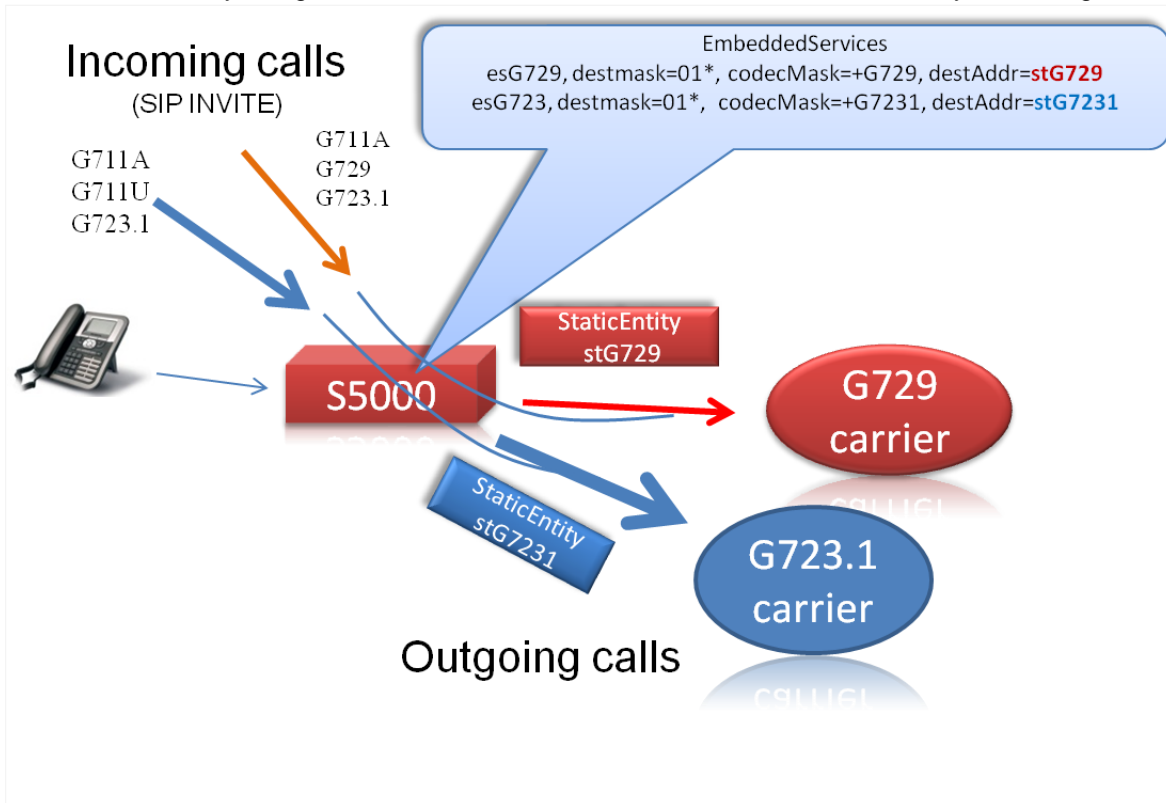 Incoming calls
(SIP INVITE)
EmbeddedServices
esG729, destmask=01*, codecMask=+G729, destAddr=stG729
esG723, destmask=01*, codecMask=+G7231, destAddr=stG7231
G711A
G711U
G723.1
G711A
G729
G723.1
StaticEntity
stG729
S5000
G729
carrier
StaticEntity
stG7231
G723.1
carrier
Outgoing calls